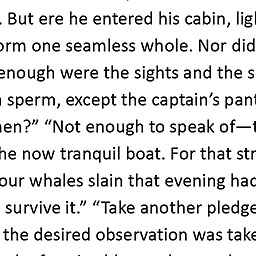 . But ere he entered his cabin, lig
orm one seamless whole. Nor did
enough were the sights and the s
sperm, except the captain’s pant
en?” “Not enough to speak of—
he now tranquil boat. For that str
our whales slain that evening had
survive it.” “Take another pledge
the desired observation was take